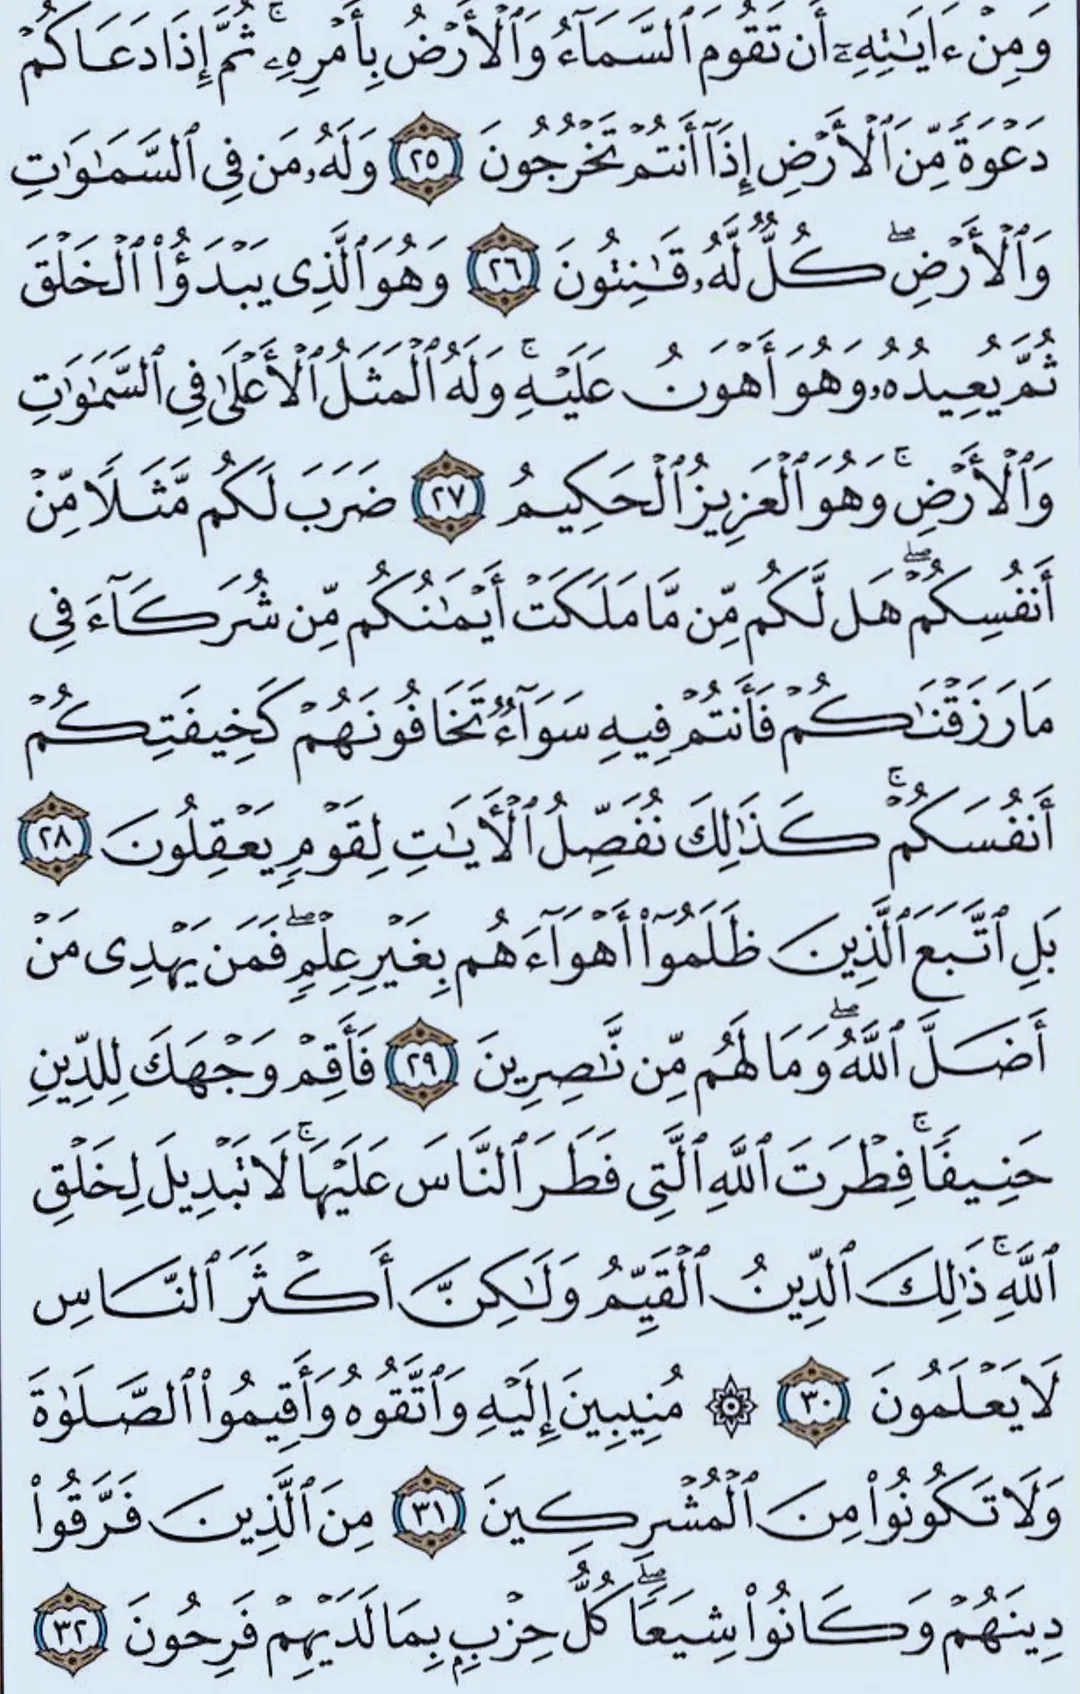 وَمِنْ ءَايَٰتِهِۦٓ أَن تَقُومَ ٱلسَّمَآءُ وَٱلْأَرْضُ بِأَمْرِهِۦ ۚ ثُمَّ إِذَا دَعَاكُمْ
دَعْوَةً مِّنَ ٱلْأَرْضِ إِذَآ أَنتُمْ تَخْرُجُونَ ٢٥ وَلَهُۥ مَن فِى ٱلسَّمَٰوَٰتِ
وَٱلْأَرْضِ ۖ كُلٌّ لَّهُۥ قَٰنِتُونَ ٢٦ وَهُوَ ٱلَّذِى يَبْدَؤُا۟ ٱلْخَلْقَ
ثُمَّ يُعِيدُهُۥ وَهُوَ أَهْوَنُ عَلَيْهِ ۚ وَلَهُ ٱلْمَثَلُ ٱلْأَعْلَىٰ فِى ٱلسَّمَٰوَٰتِ
وَٱلْأَرْضِ ۚ وَهُوَ ٱلْعَزِيزُ ٱلْحَكِيمُ ٢٧ ضَرَبَ لَكُم مَّثَلًا مِّنْ
أَنفُسِكُمْ ۖ هَل لَّكُم مِّن مَّا مَلَكَتْ أَيْمَٰنُكُم مِّن شُرَكَآءَ فِى
مَا رَزَقْنَٰكُمْ فَأَنتُمْ فِيهِ سَوَآءٌ تَخَافُونَهُمْ كَخِيفَتِكُمْ
أَنفُسَكُمْ ۚ كَذَٰلِكَ نُفَصِّلُ ٱلْأَيَٰتِ لِقَوْمٍ يَعْقِلُونَ ٢٨
بَلِ ٱتَّبَعَ ٱلَّذِينَ ظَلَمُوٓا۟ أَهْوَآءَهُم بِغَيْرِ عِلْمٍ ۖ فَمَن يَهْدِى مَنْ
أَضَلَّ ٱللَّهُ ۖ وَمَا لَهُم مِّن نَّٰصِرِينَ ٢٩ فَأَقِمْ وَجْهَكَ لِلدِّينِ
حَنِيفًا ۚ فِطْرَتَ ٱللَّهِ ٱلَّتِى فَطَرَ ٱلنَّاسَ عَلَيْهَا ۚ لَا تَبْدِيلَ لِخَلْقِ
ٱللَّهِ ۚ ذَٰلِكَ ٱلدِّينُ ٱلْقَيِّمُ وَلَٰكِنَّ أَكْثَرَ ٱلنَّاسِ
لَا يَعْلَمُونَ ٣٠ ۞ مُنِيبِينَ إِلَيْهِ وَٱتَّقُوهُ وَأَقِيمُوا۟ ٱلصَّلَوٰةَ
وَلَا تَكُونُوا۟ مِنَ ٱلْمُشْرِكِينَ ٣١ مِنَ ٱلَّذِينَ فَرَّقُوا۟
دِينَهُمْ وَكَانُوا۟ شِيَعًا ۖ كُلُّ حِزْبٍۭ بِمَا لَدَيْهِمْ فَرِحُونَ ٣٢